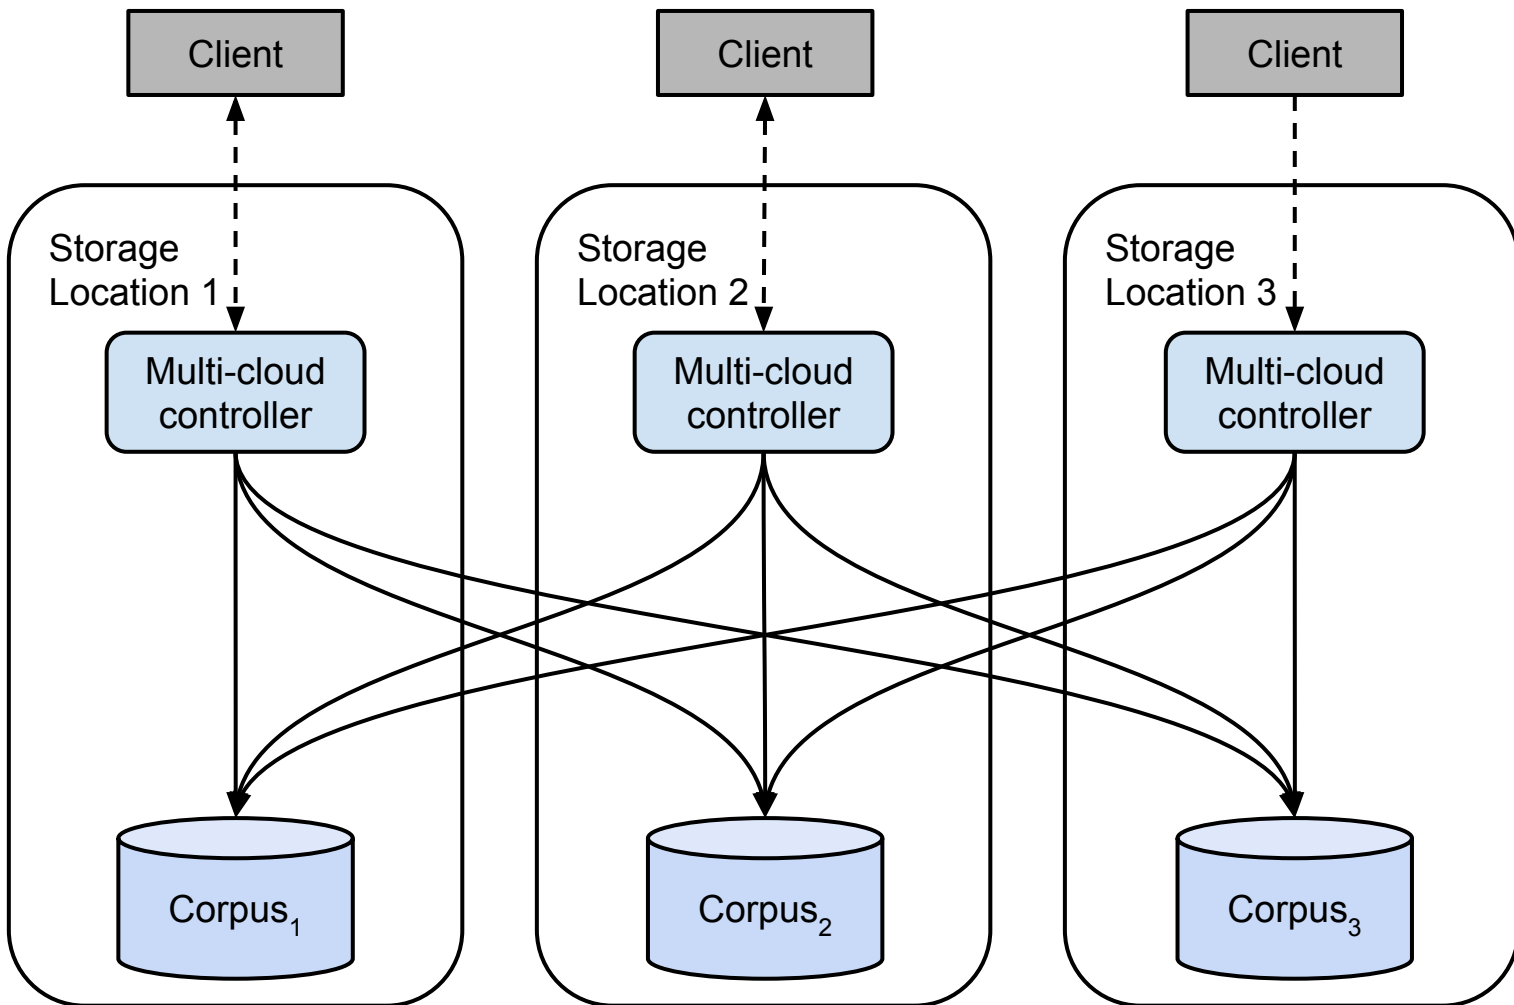 Client
Client
Client
Storage
Location 1
Storage
Location 2
Storage
Location 3
Multi-cloud
controller
Multi-cloud
controller
Multi-cloud
controller
Corpus₁
Corpus₂
Corpus₃